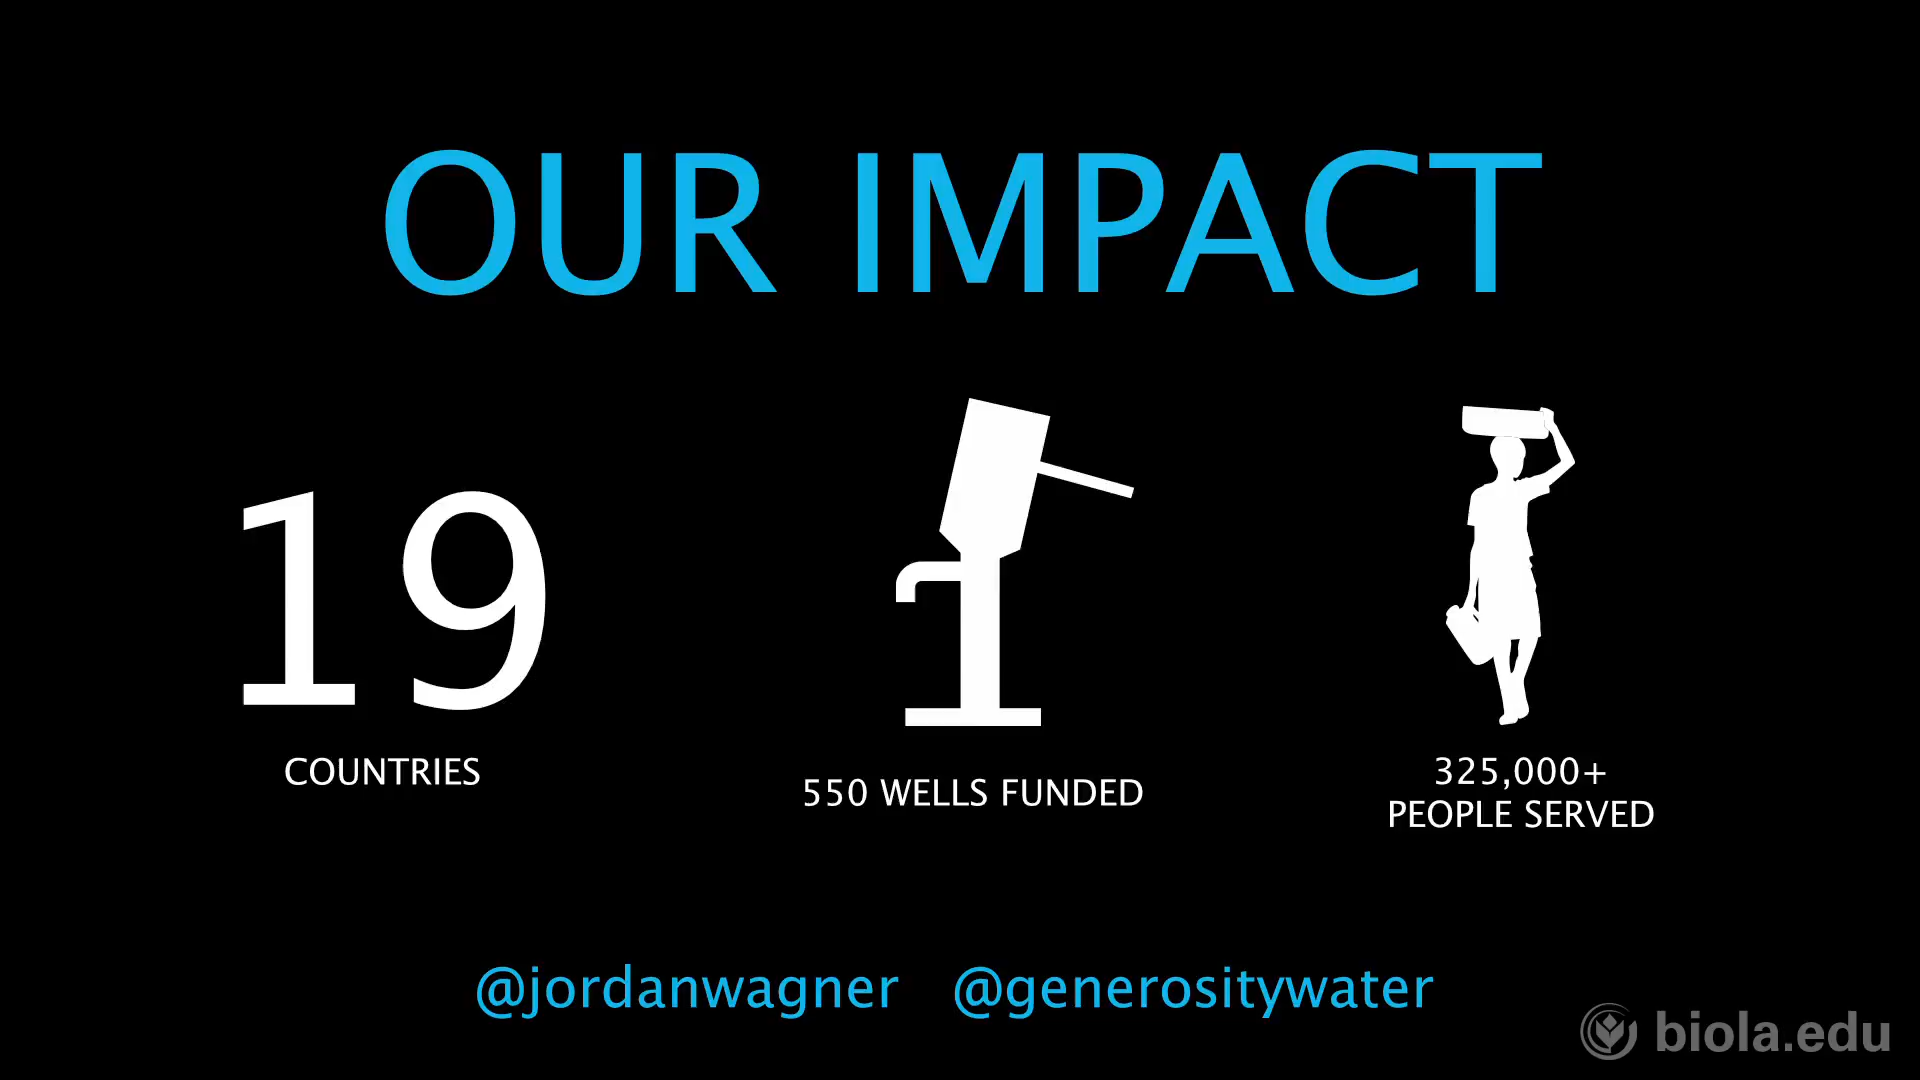 OUR IMPACT
19
COUNTRIES
550 WELLS FUNDED
325,000+
PEOPLE SERVED
@jordanwagner @generositywater
biola.edu